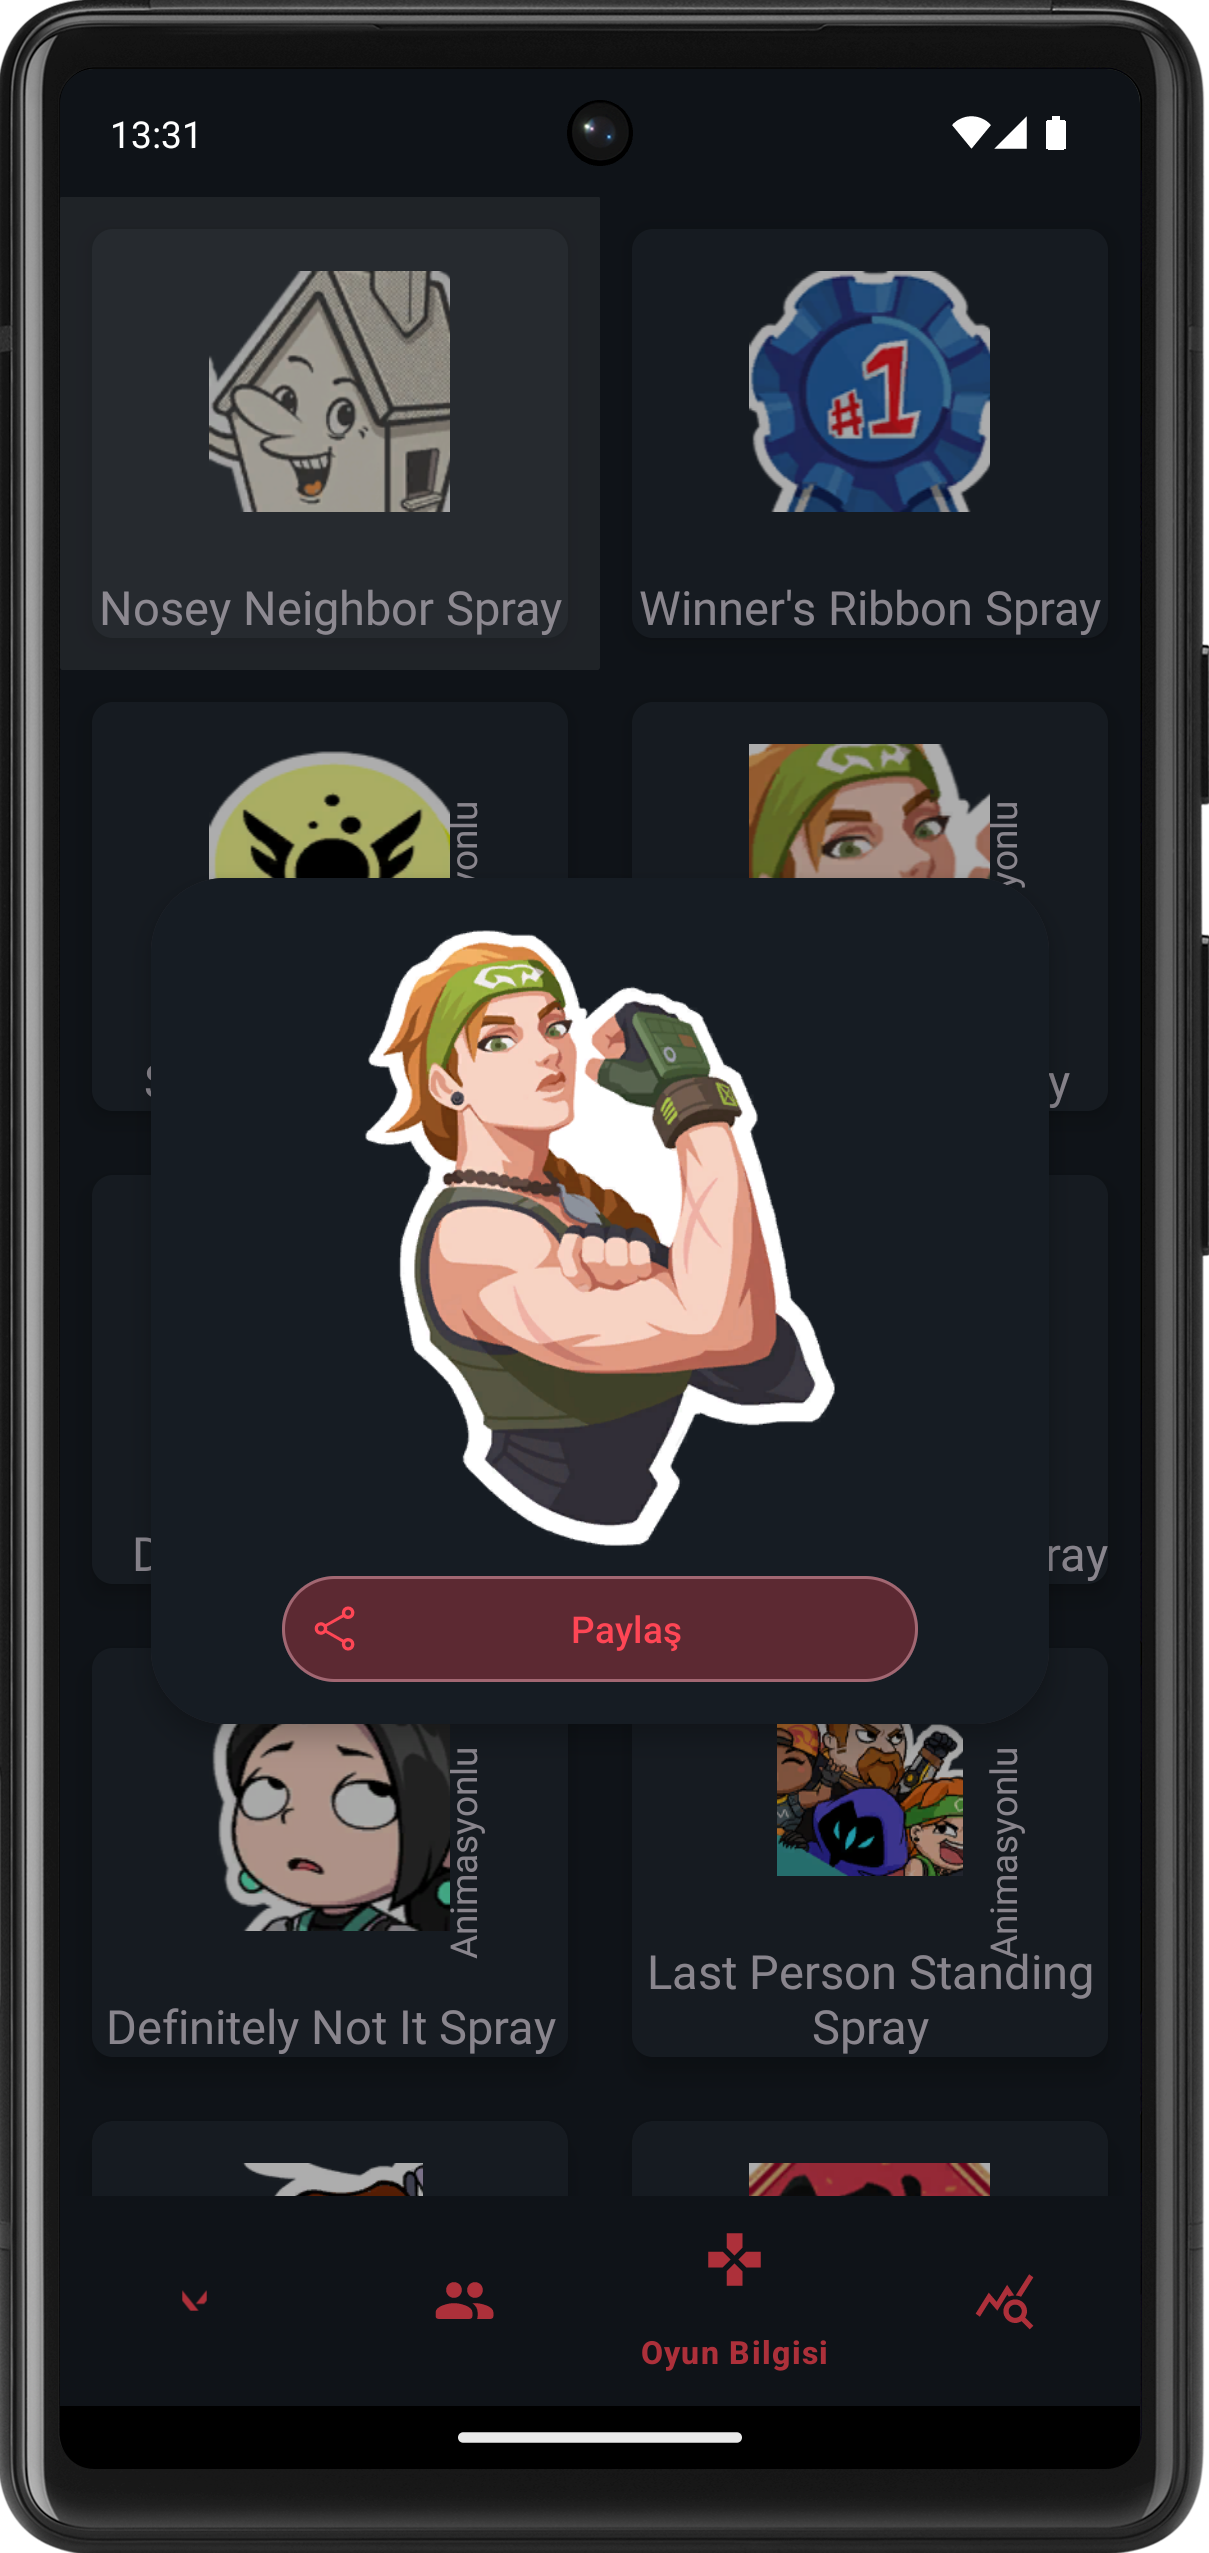 13:31
#1
Nosey Neighbor Spray
Winner's Ribbon Spray
Paylaş
Animasyonlu
Animasyonlu
Definitely Not It Spray
Last Person Standing
Spray
Oyun Bilgisi